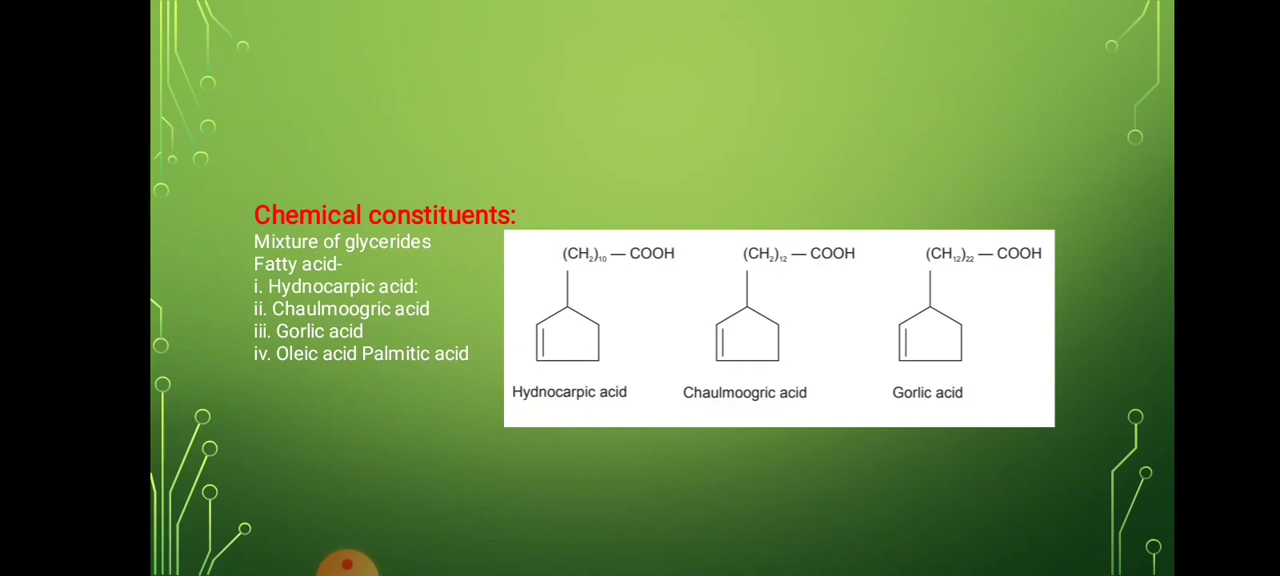 Chemical constituents:
Mixture of glycerides
Fatty acid-
i. Hydnocarpic acid:
ii. Chaulmoogric acid
iii. Gorlic acid
iv. Oleic acid Palmitic acid
(CH₂)₁₀ — COOH
(CH₂)₁₂ — COOH
(CH₁₂)₂₂ — COOH
Hydnocarpic acid
Chaulmoogric acid
Gorlic acid